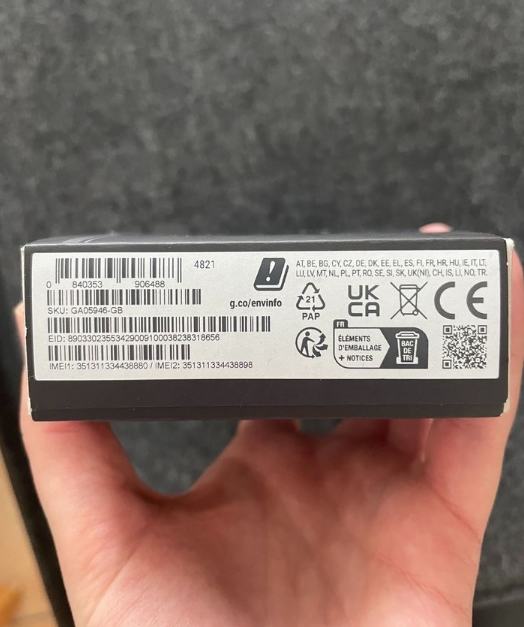 4821
0 840353 906488
SKU: GA05946-GB
EID: 89033023553429009100038238318656
IMEI1: 351311334438880 / IMEI2: 351311334438898
g.co/envinfo
AT, BE, BG, CY, CZ, DE, DK, EE, EL, ES, FI, FR, HR, HU, IE, IT, LT,
LU, LV, MT, NL, PL, PT, RO, SE, SI, SK, UK(NI), CH, IS, LI, NO, TR.
21
PAP
UK
CA
CE
FR
ÉLÉMENTS
D'EMBALLAGE
+ NOTICES
BAC
DE
TRI